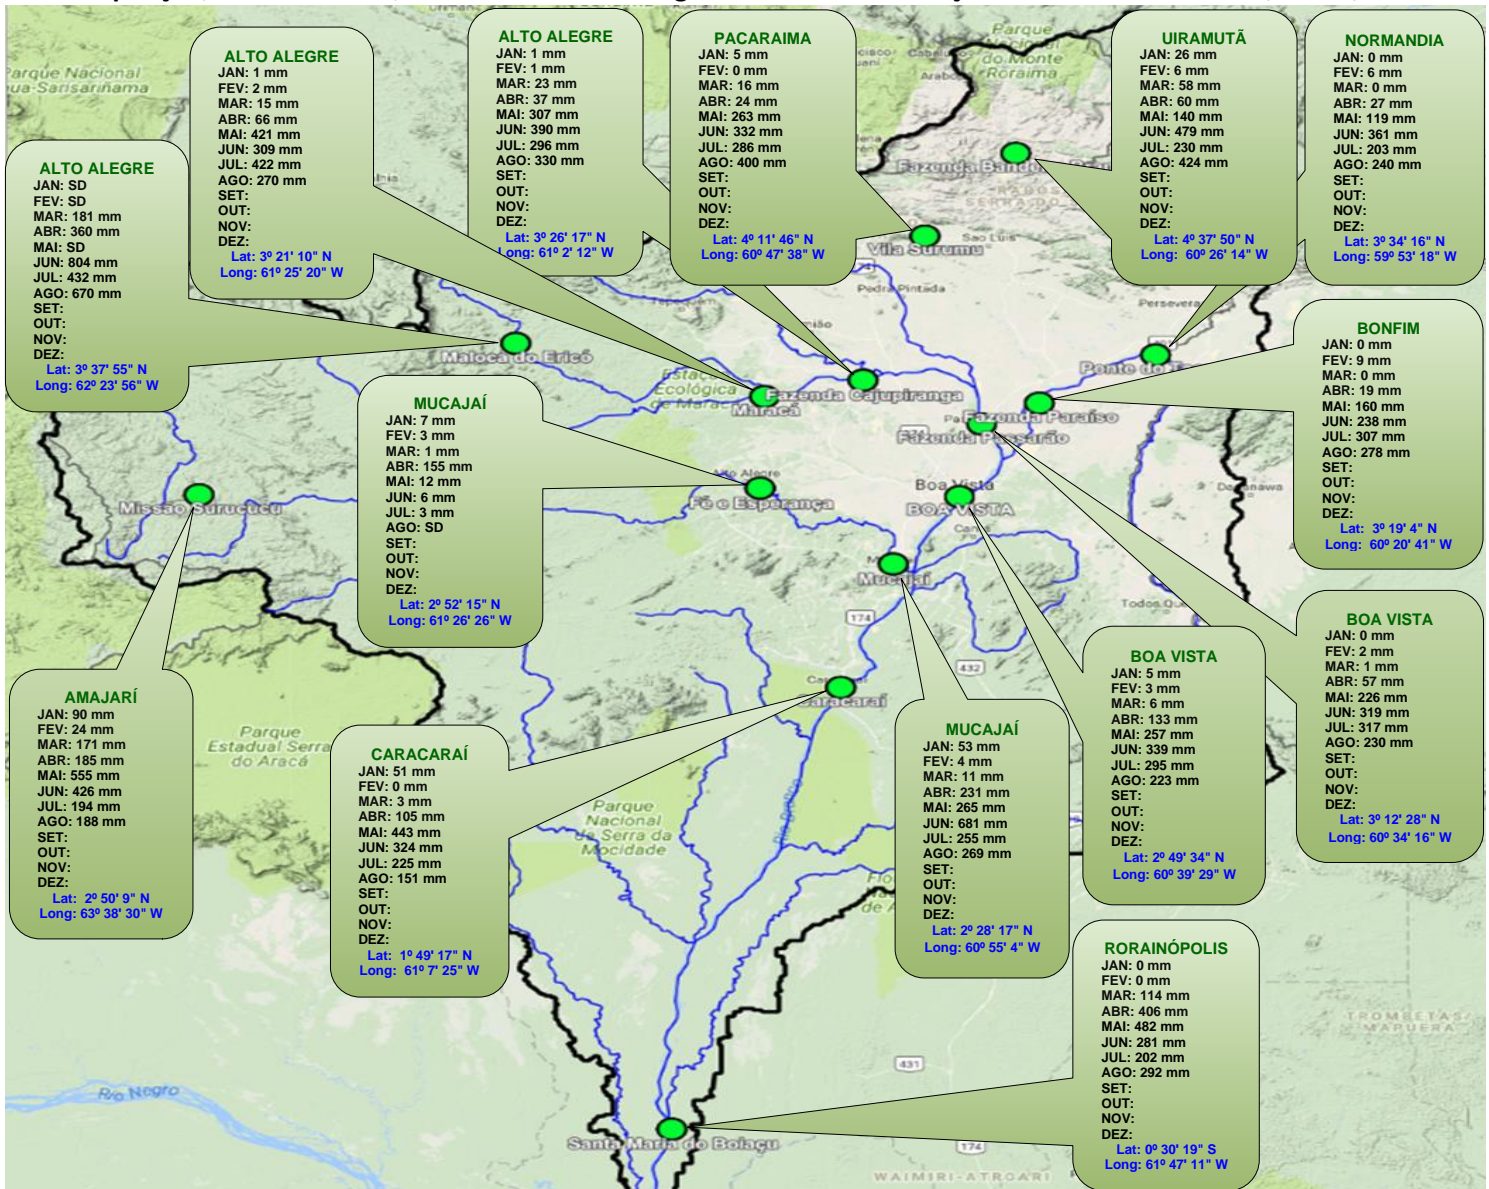 ALTO ALEGRE
JAN: SD
FEV: SD
MAR: 181 mm
ABR: 360 mm
MAI: SD
JUN: 804 mm
JUL: 432 mm
AGO: 670 mm
SET:
OUT:
NOV:
DEZ:
Lat: 3º 37' 55" N
Long: 62º 23' 56" W
ALTO ALEGRE
JAN: 1 mm
FEV: 2 mm
MAR: 15 mm
ABR: 66 mm
MAI: 421 mm
JUN: 309 mm
JUL: 422 mm
AGO: 270 mm
SET:
OUT:
NOV:
DEZ:
Lat: 3º 21' 10" N
Long: 61º 25' 20" W
ALTO ALEGRE
JAN: 1 mm
FEV: 1 mm
MAR: 23 mm
ABR: 37 mm
MAI: 307 mm
JUN: 390 mm
JUL: 296 mm
AGO: 330 mm
SET:
OUT:
NOV:
DEZ:
Lat: 3º 26' 17" N
Long: 61º 2' 12" W
PACARAIMA
JAN: 5 mm
FEV: 0 mm
MAR: 16 mm
ABR: 24 mm
MAI: 263 mm
JUN: 332 mm
JUL: 286 mm
AGO: 400 mm
SET:
OUT:
NOV:
DEZ:
Lat: 4º 11' 46" N
Long: 60º 47' 38" W
UIRAMUTÃ
JAN: 26 mm
FEV: 6 mm
MAR: 58 mm
ABR: 60 mm
MAI: 140 mm
JUN: 479 mm
JUL: 230 mm
AGO: 424 mm
SET:
OUT:
NOV:
DEZ:
Lat: 4º 37' 50" N
Long: 60º 26' 14" W
NORMANDIA
JAN: 0 mm
FEV: 6 mm
MAR: 0 mm
ABR: 27 mm
MAI: 119 mm
JUN: 361 mm
JUL: 203 mm
AGO: 240 mm
SET:
OUT:
NOV:
DEZ:
Lat: 3º 34' 16" N
Long: 59º 53' 18" W
BONFIM
JAN: 0 mm
FEV: 9 mm
MAR: 0 mm
ABR: 19 mm
MAI: 160 mm
JUN: 238 mm
JUL: 307 mm
AGO: 278 mm
SET:
OUT:
NOV:
DEZ:
Lat: 3º 19' 4" N
Long: 60º 20' 41" W
MUCAJAÍ
JAN: 7 mm
FEV: 3 mm
MAR: 1 mm
ABR: 155 mm
MAI: 12 mm
JUN: 6 mm
JUL: 3 mm
AGO: SD
SET:
OUT:
NOV:
DEZ:
Lat: 2º 52' 15" N
Long: 61º 26' 26" W
AMAJARÍ
JAN: 90 mm
FEV: 24 mm
MAR: 171 mm
ABR: 185 mm
MAI: 555 mm
JUN: 426 mm
JUL: 194 mm
AGO: 188 mm
SET:
OUT:
NOV:
DEZ:
Lat: 2º 50' 9" N
Long: 63º 38' 30" W
CARACARAÍ
JAN: 51 mm
FEV: 0 mm
MAR: 3 mm
ABR: 105 mm
MAI: 443 mm
JUN: 324 mm
JUL: 225 mm
AGO: 151 mm
SET:
OUT:
NOV:
DEZ:
Lat: 1º 49' 17" N
Long: 61º 7' 25" W
MUCAJAÍ
JAN: 53 mm
FEV: 4 mm
MAR: 11 mm
ABR: 231 mm
MAI: 265 mm
JUN: 681 mm
JUL: 255 mm
AGO: 269 mm
SET:
OUT:
NOV:
DEZ:
Lat: 2º 28' 17" N
Long: 60º 55' 4" W
BOA VISTA
JAN: 5 mm
FEV: 3 mm
MAR: 6 mm
ABR: 133 mm
MAI: 257 mm
JUN: 339 mm
JUL: 295 mm
AGO: 223 mm
SET:
OUT:
NOV:
DEZ:
Lat: 2º 49' 34" N
Long: 60º 39' 29" W
BOA VISTA
JAN: 0 mm
FEV: 2 mm
MAR: 1 mm
ABR: 57 mm
MAI: 226 mm
JUN: 319 mm
JUL: 317 mm
AGO: 230 mm
SET:
OUT:
NOV:
DEZ:
Lat: 3º 12' 28" N
Long: 60º 34' 16" W
RORAINÓPOLIS
JAN: 0 mm
FEV: 0 mm
MAR: 114 mm
ABR: 406 mm
MAI: 482 mm
JUN: 281 mm
JUL: 202 mm
AGO: 292 mm
SET:
OUT:
NOV:
DEZ:
Lat: 0º 30' 19" S
Long: 61º 47' 11" W
Parque Nacional
Parque
do Monte
Roraima
Fazenda
Vila Surumu
Sao Luis
Pedra Pintada
Maloca do Ericó
Ecológica
de Maracá
Maracá
Fazenda Cajupiranga
Ponte do
Fazenda Paraíso
Fazenda Passarão
Missão Surucucu
Alto Alegre
Fé e Esperança
Boa Vista
BOA VISTA
Mucajaí
174
432
Caracaraí
Parque
Estadual Serra
do Aracá
Parque
Nacional
da Serra da
Mocidade
Rio Branco
Rio Negro
431
174
Santa Maria do Boiaçu
TROMBETAS/
MAPUERA
WAIMIRI-ATROARI